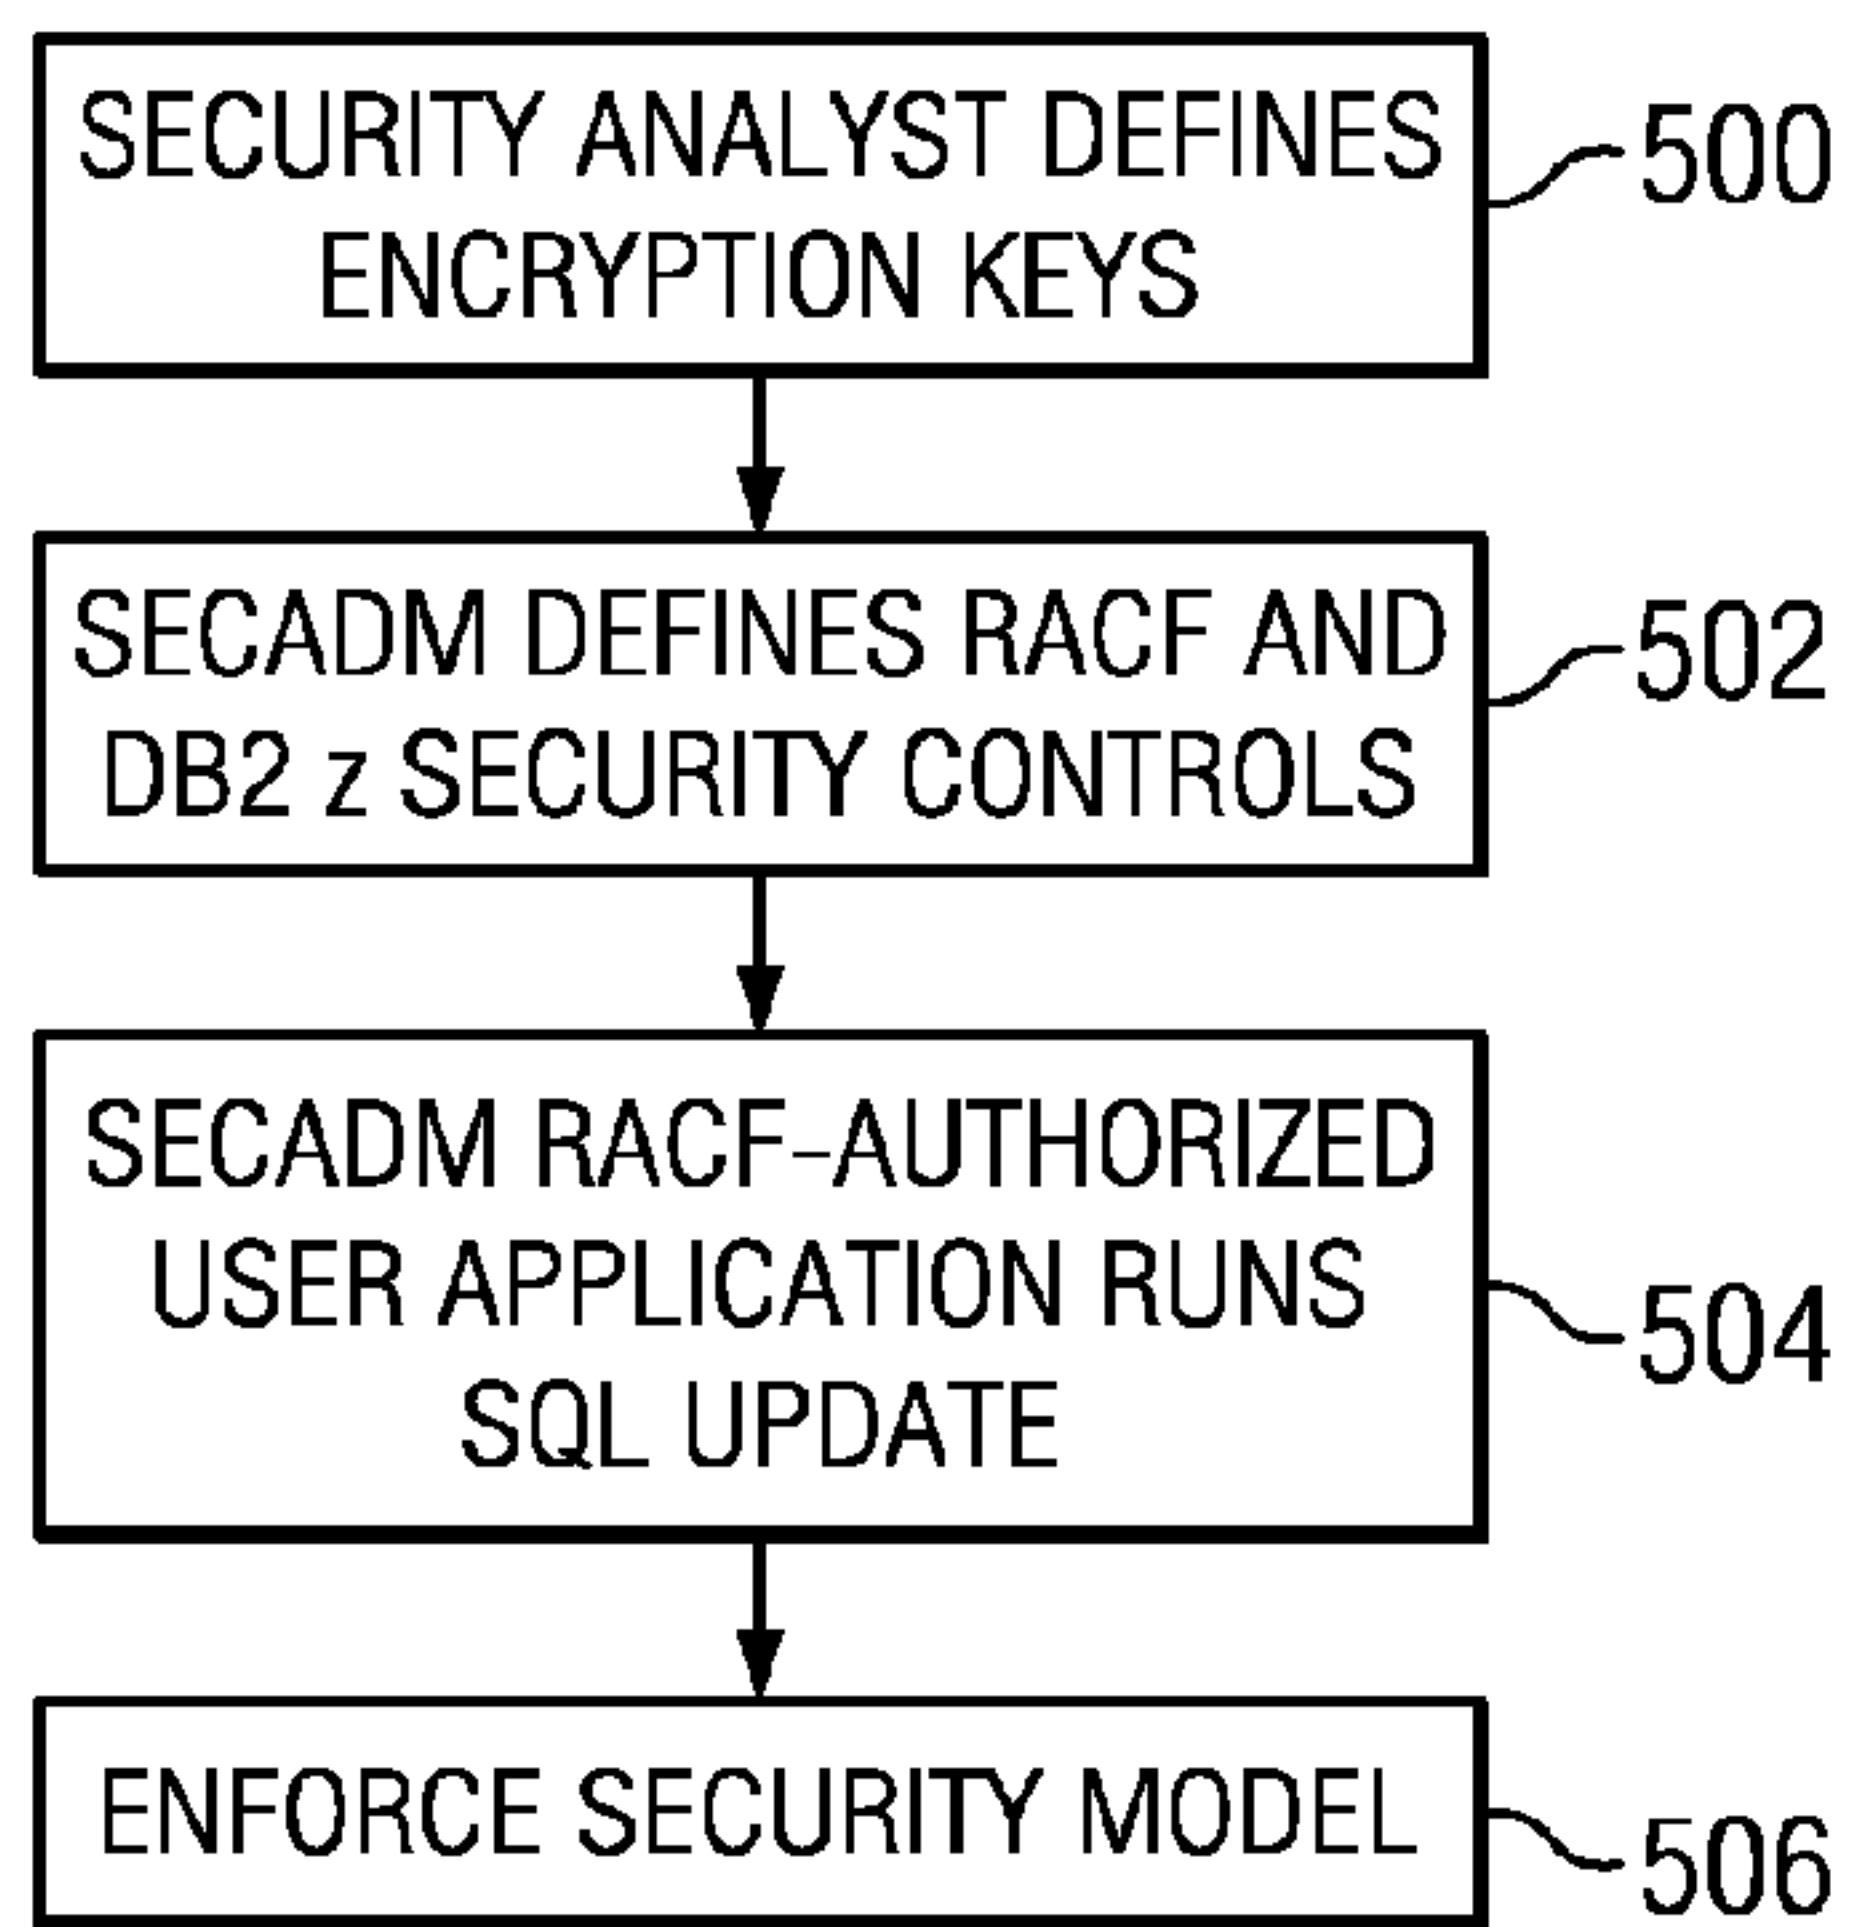 SECURITY ANALYST DEFINES
ENCRYPTION KEYS
500
SECADM DEFINES RACF AND
DB2 z SECURITY CONTROLS
502
SECADM RACF-AUTHORIZED
USER APPLICATION RUNS
SQL UPDATE
504
ENFORCE SECURITY MODEL
506